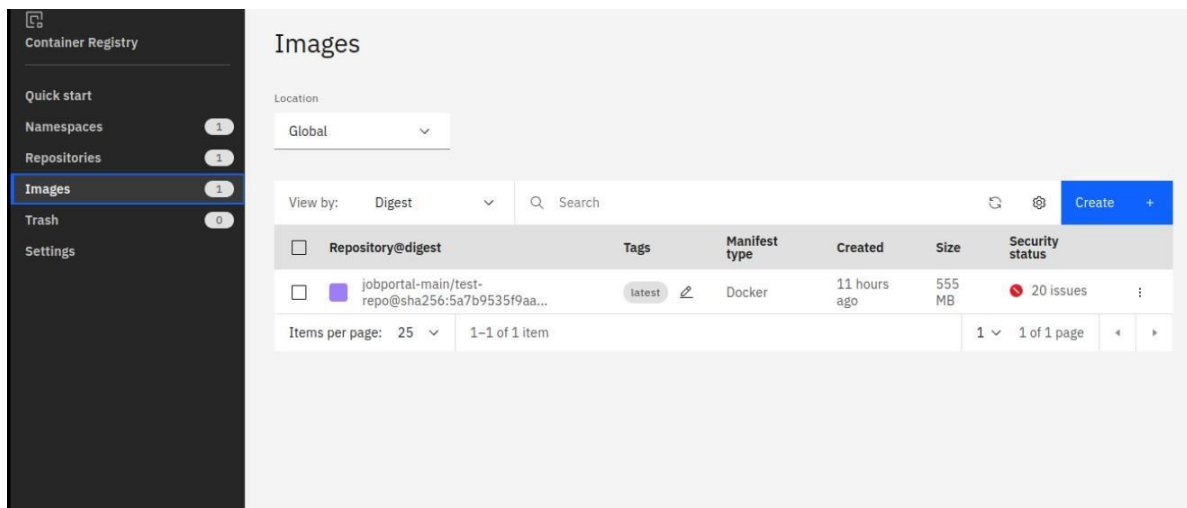 Container Registry
Quick start
Namespaces 1
Repositories 1
Images 1
Trash 0
Settings
Images
Location
Global
View by: Digest Search Create +
Repository@digest Tags Manifest type Created Size Security status
jobportal-main/test-
repo@sha256:5a7b9535f9aa... latest Docker 11 hours ago 555 MB 20 issues
Items per page: 25 1–1 of 1 item 1 1 of 1 page